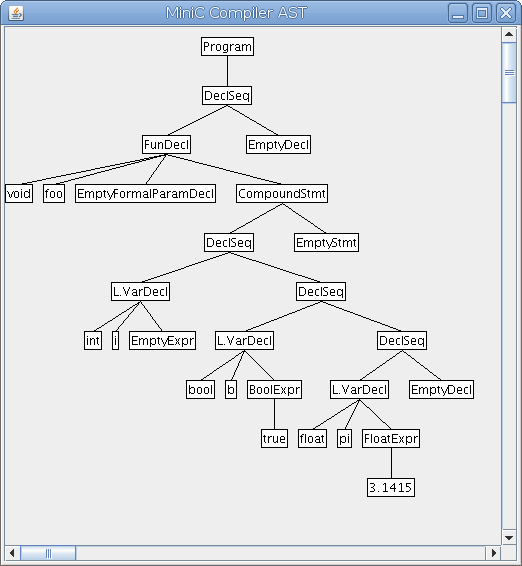 MiniC Compiler AST
Program
DeclSeq
FunDecl EmptyDecl
void foo EmptyFormalParamDecl CompoundStmt
DeclSeq EmptyStmt
L.VarDecl DeclSeq
int i EmptyExpr L.VarDecl DeclSeq
bool b BoolExpr L.VarDecl EmptyDecl
true float pi FloatExpr
3.1415